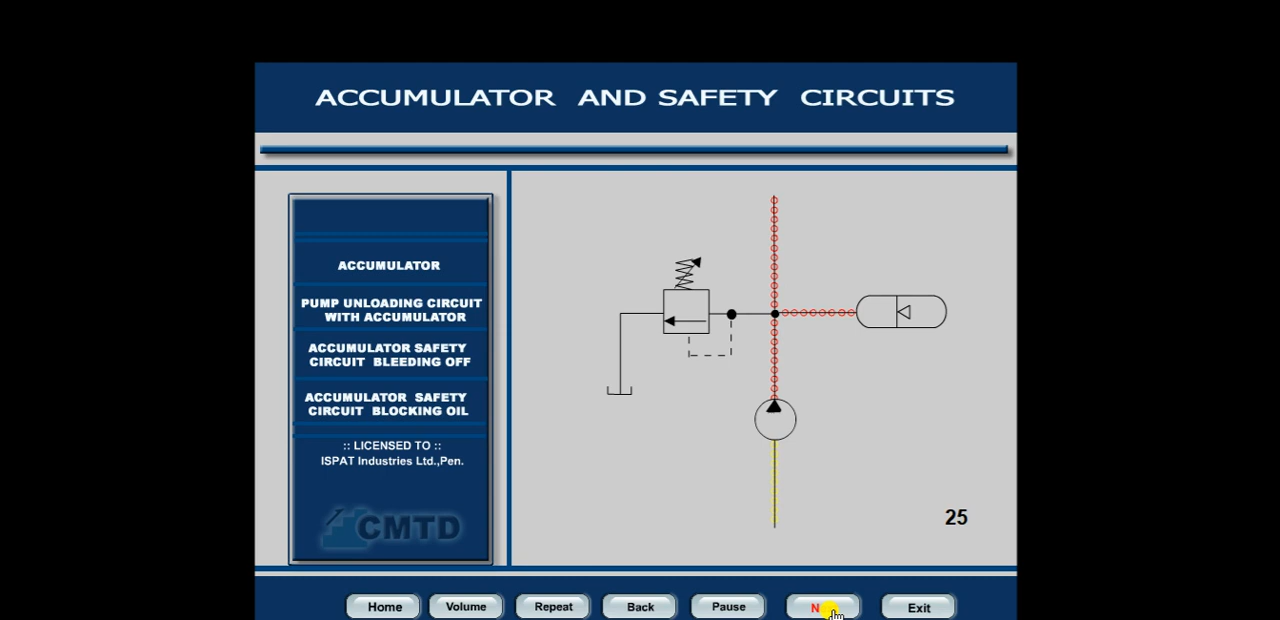 ACCUMULATOR AND SAFETY CIRCUITS
ACCUMULATOR
PUMP UNLOADING CIRCUIT
WITH ACCUMULATOR
ACCUMULATOR SAFETY
CIRCUIT BLEEDING OFF
ACCUMULATOR SAFETY
CIRCUIT BLOCKING OIL
:: LICENSED TO ::
ISPAT Industries Ltd.,Pen.
CMTD
25
Home Volume Repeat Back Pause Exit